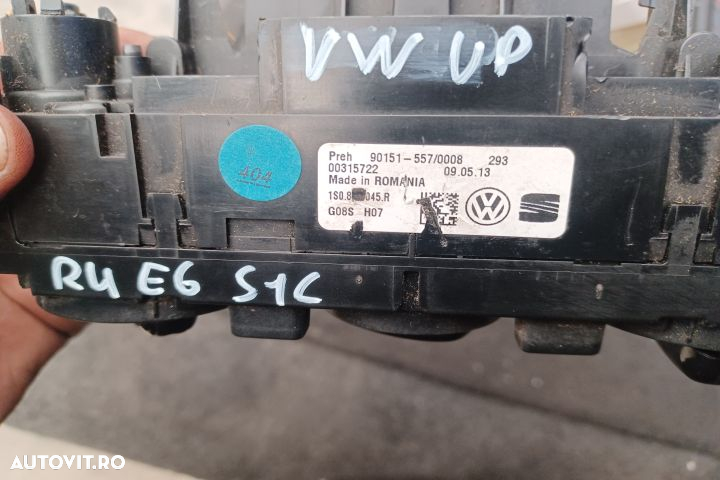 VW UP
404
Preh 90151-557/0008 293
00315722 09.05.13
Made in ROMANIA
045.R
G08S H07
R4 E6 S1C
AUTOVIT.RO